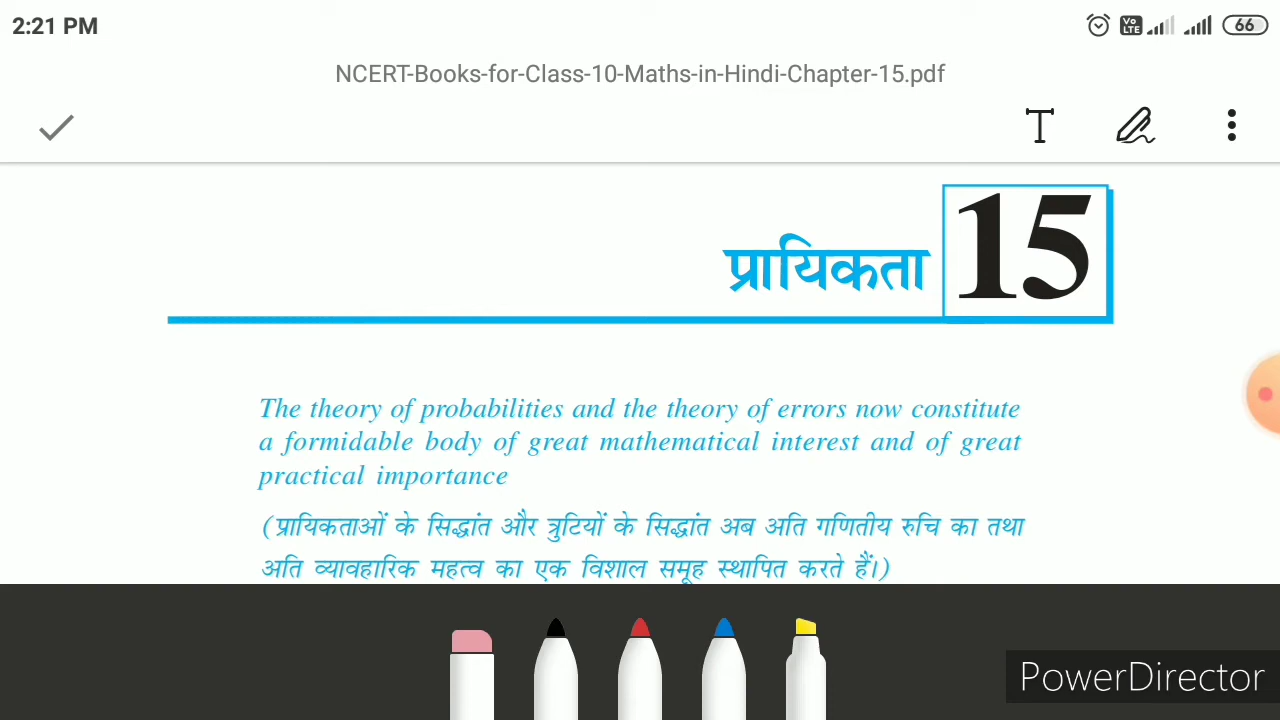 2:21 PM
Vo LTE
66
NCERT-Books-for-Class-10-Maths-in-Hindi-Chapter-15.pdf
T
प्रायिकता 15
The theory of probabilities and the theory of errors now constitute
a formidable body of great mathematical interest and of great
practical importance
(प्रायिकताओं के सिद्धांत और त्रुटियों के सिद्धांत अब अति गणितीय रुचि का तथा
अति व्यावहारिक महत्व का एक विशाल समूह स्थापित करते हैं।)
PowerDirector